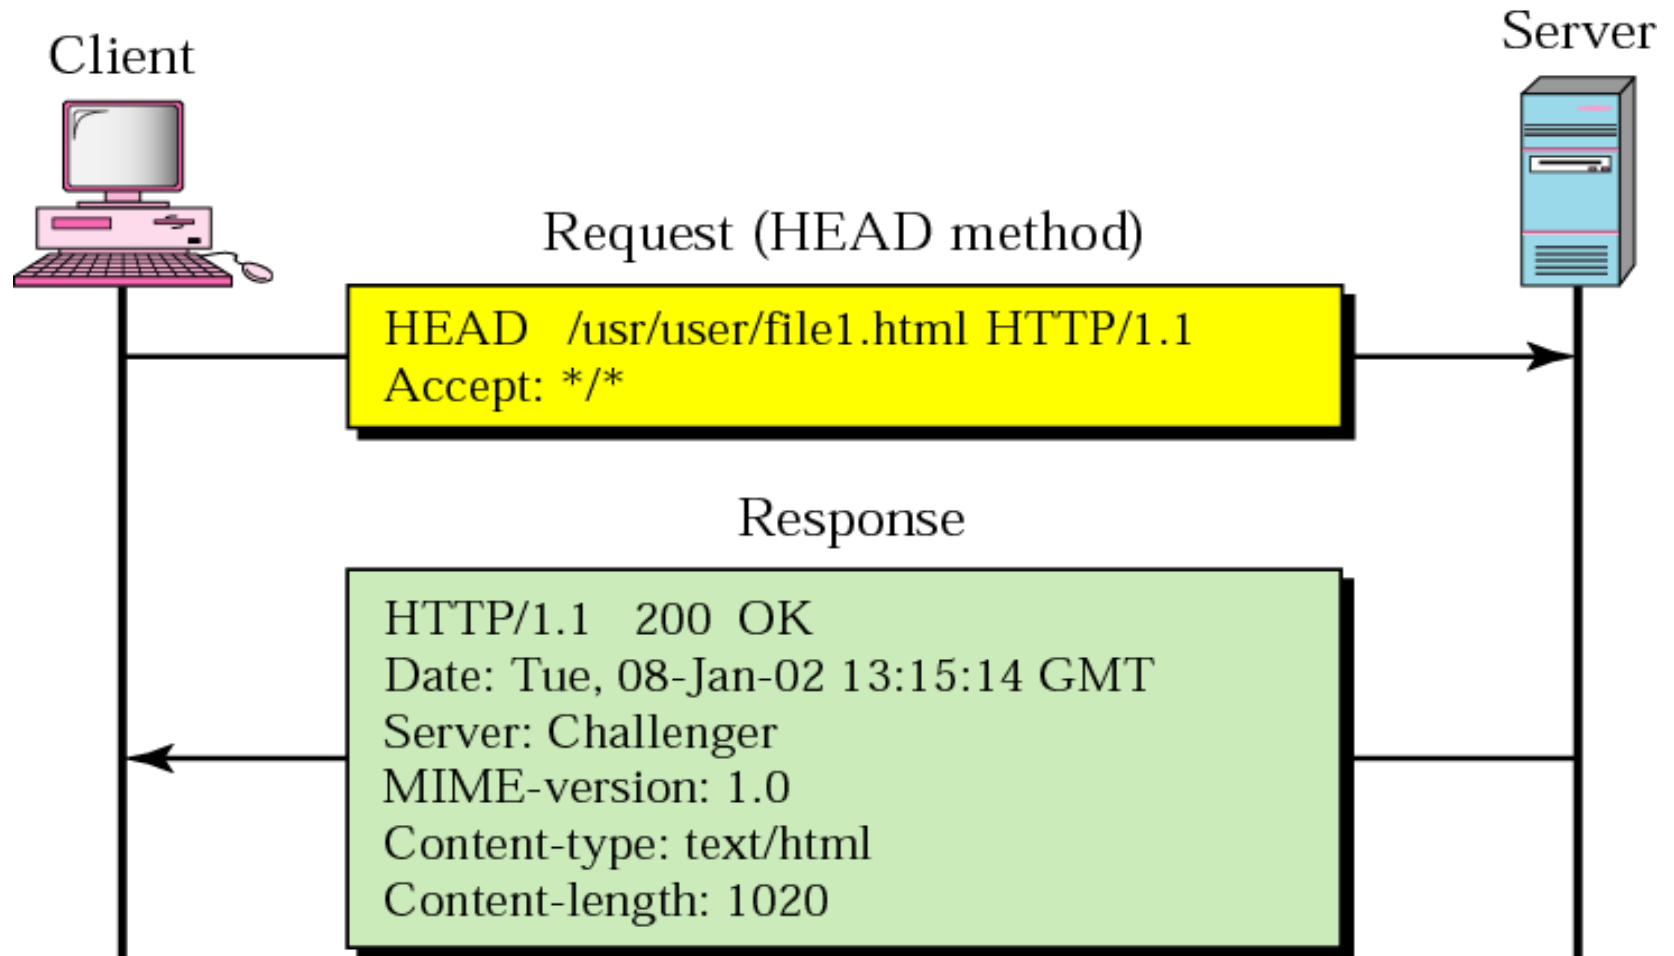 Client
Server
Request (HEAD method)
HEAD /usr/user/file1.html HTTP/1.1
Accept: */*
Response
HTTP/1.1 200 OK
Date: Tue, 08-Jan-02 13:15:14 GMT
Server: Challenger
MIME-version: 1.0
Content-type: text/html
Content-length: 1020